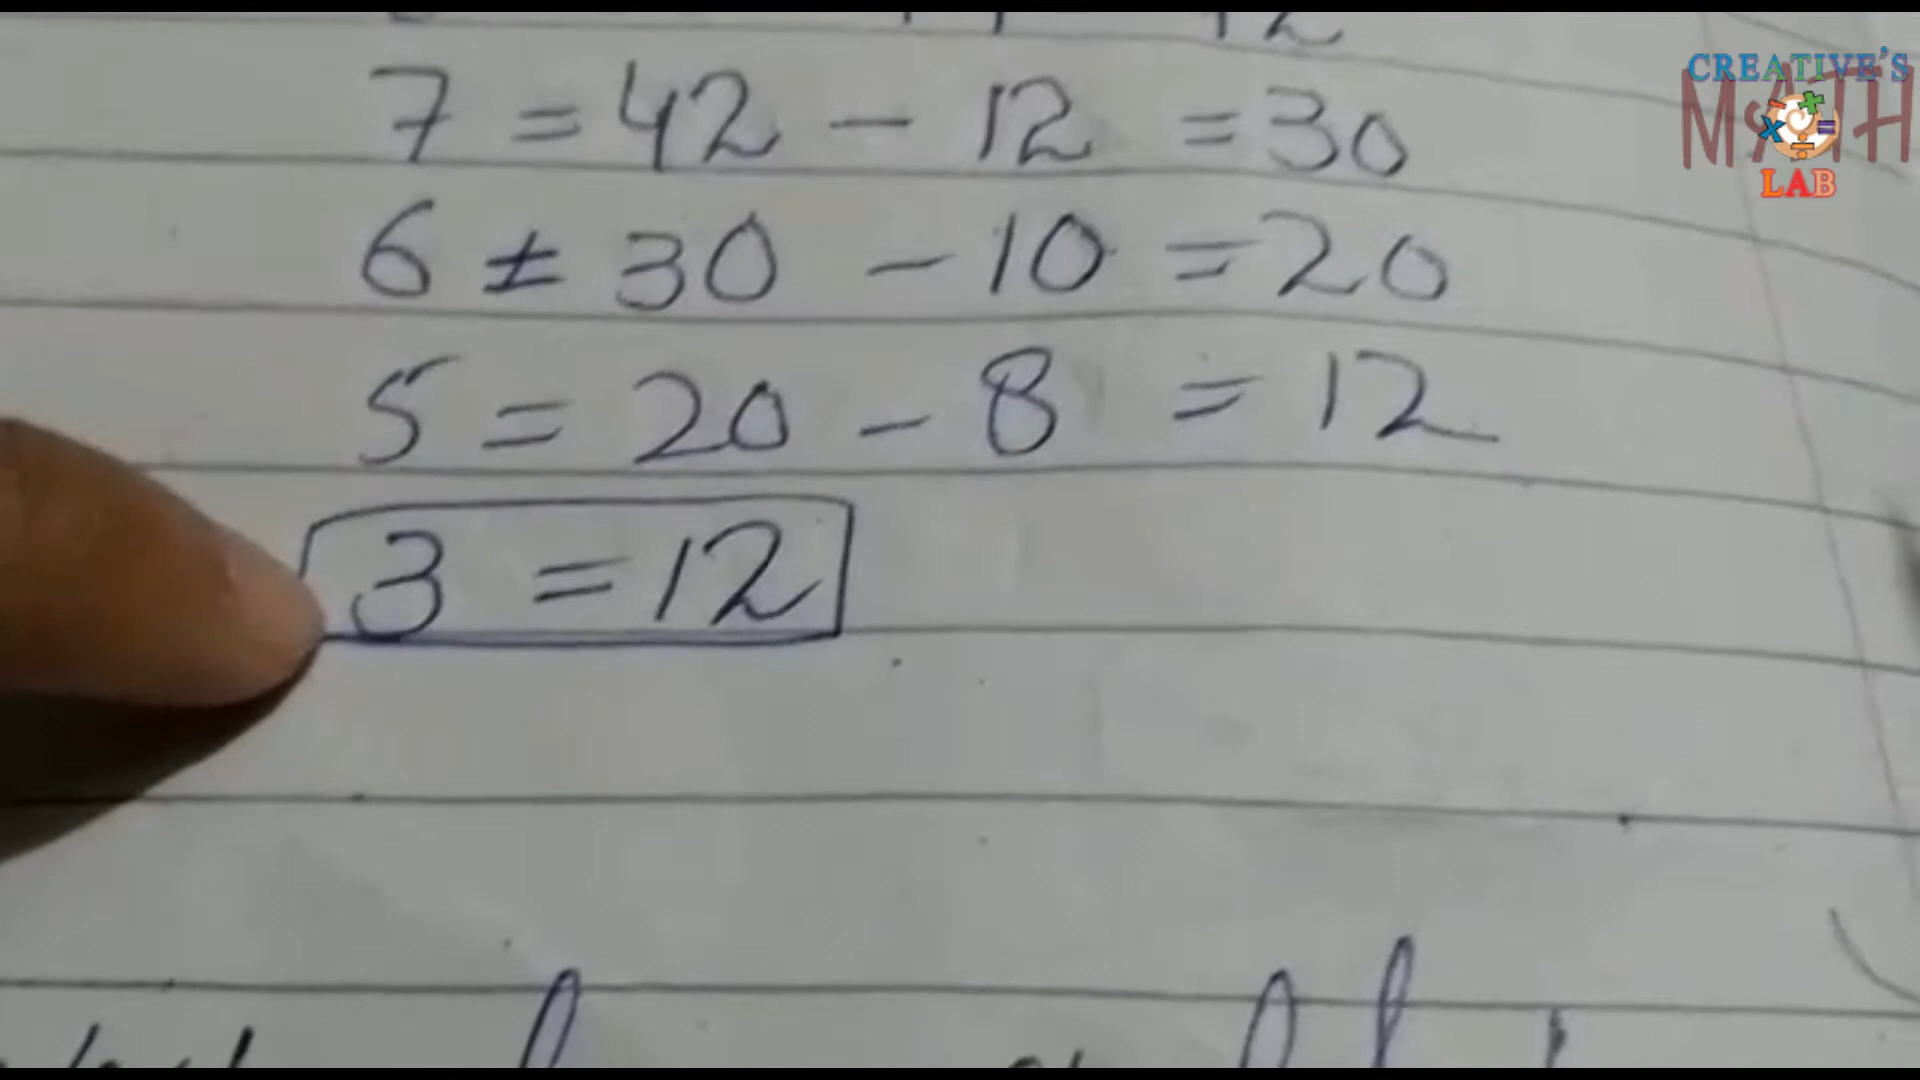 7 = 42 - 12 = 30
6 ± 30 - 10 = 20
5 = 20 - 8 = 12
3 = 12
CREATIVE'S
MATH
LAB